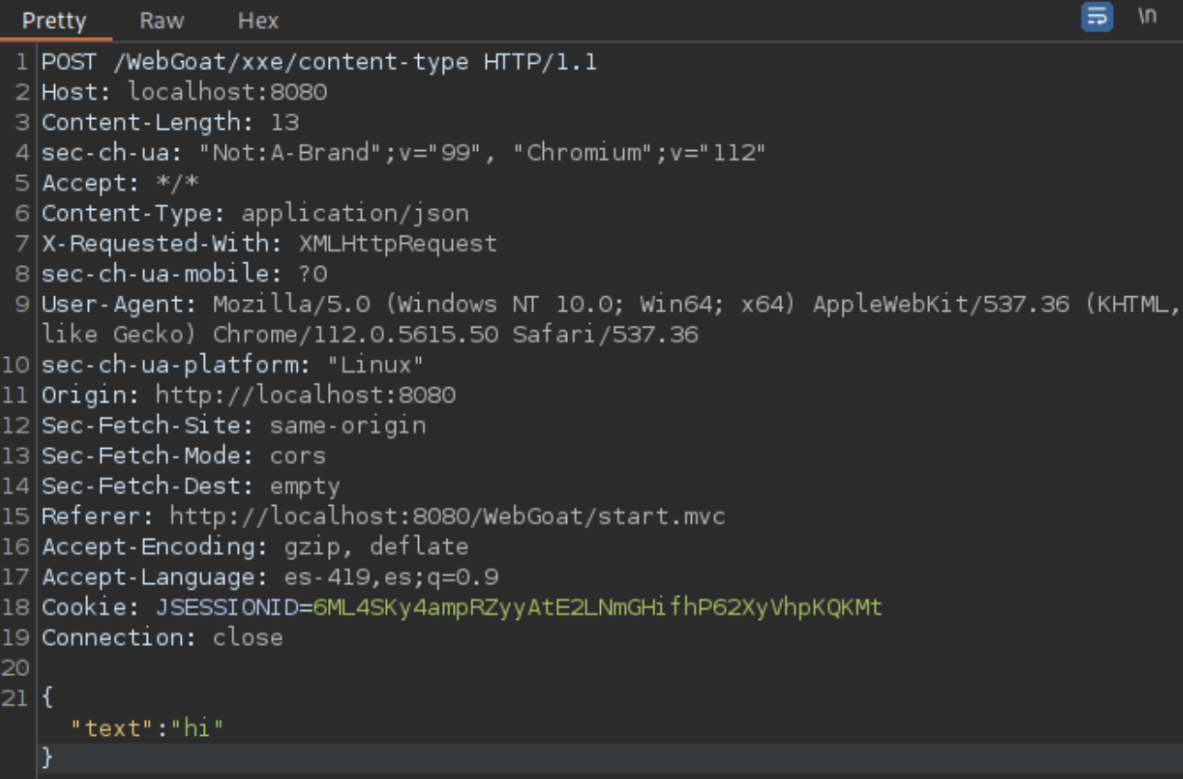 Pretty Raw Hex \n
1 POST /WebGoat/xxe/content-type HTTP/1.1
2 Host: localhost:8080
3 Content-Length: 13
4 sec-ch-ua: "Not:A-Brand";v="99", "Chromium";v="112"
5 Accept: */*
6 Content-Type: application/json
7 X-Requested-With: XMLHttpRequest
8 sec-ch-ua-mobile: ?0
9 User-Agent: Mozilla/5.0 (Windows NT 10.0; Win64; x64) AppleWebKit/537.36 (KHTML,
like Gecko) Chrome/112.0.5615.50 Safari/537.36
10 sec-ch-ua-platform: "Linux"
11 Origin: http://localhost:8080
12 Sec-Fetch-Site: same-origin
13 Sec-Fetch-Mode: cors
14 Sec-Fetch-Dest: empty
15 Referer: http://localhost:8080/WebGoat/start.mvc
16 Accept-Encoding: gzip, deflate
17 Accept-Language: es-419,es;q=0.9
18 Cookie: JSESSIONID=6ML4SKy4ampRZyyAtE2LNmGHifhP62XyVhpKQKMt
19 Connection: close
20
21 {
"text":"hi"
}